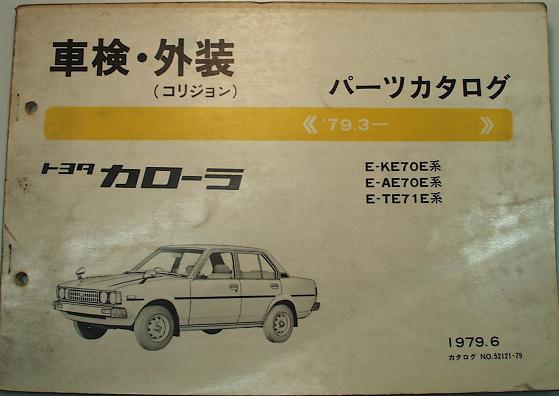 車検・外装
(コリジョン)
パーツカタログ
《 '79.3— 》
トヨタ カローラ
E-KE70E系
E-AE70E系
E-TE71E系
1979.6
カタログ NO.52121-79